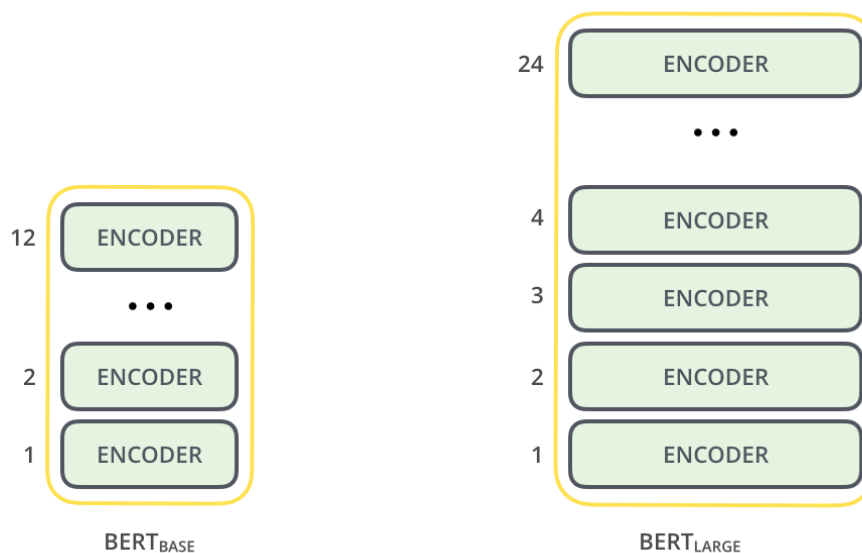 12 ENCODER
...
2 ENCODER
1 ENCODER
BERTBASE
24 ENCODER
...
4 ENCODER
3 ENCODER
2 ENCODER
1 ENCODER
BERTLARGE